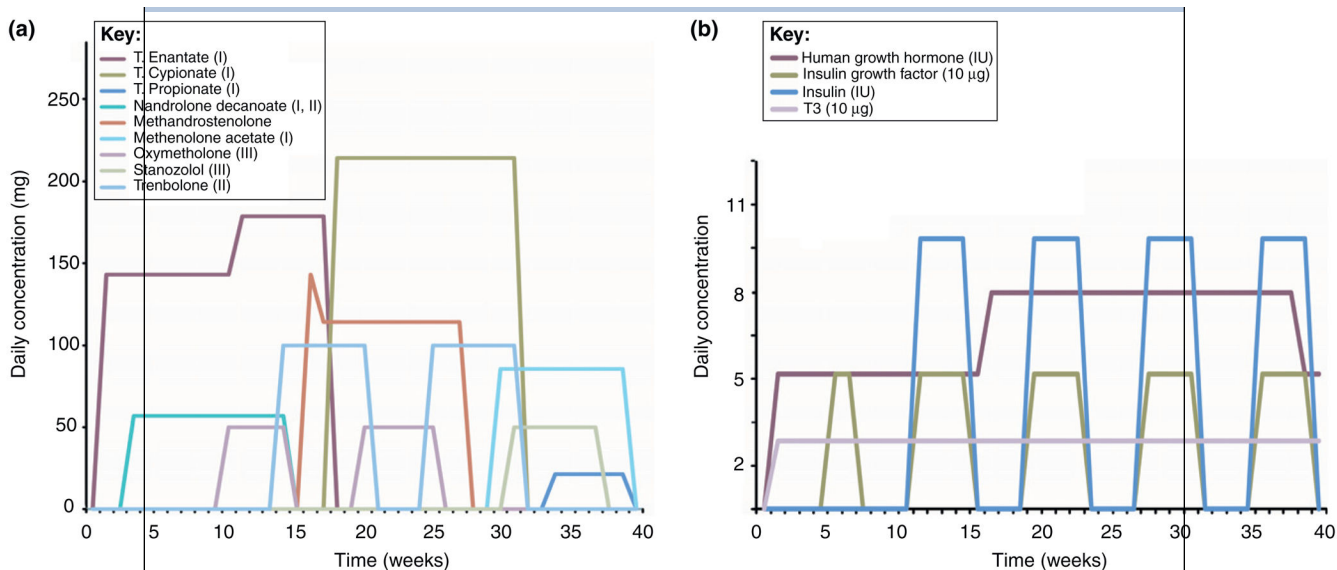 (a)
Key:
T. Enantate (I)
T. Cypionate (I)
T. Propionate (I)
Nandrolone decanoate (I, II)
Methandrostenolone
Methenolone acetate (I)
Oxymetholone (III)
Stanozolol (III)
Trenbolone (II)
Daily concentration (mg)
250
200
150
100
50
0
0 10 15 20 25 35 40
Time (weeks)
(b)
Key:
Human growth hormone (IU)
Insulin growth factor (10 µg)
Insulin (IU)
T3 (10 µg)
Daily concentration
11
8
5
2
0 5 10 15 20 25 30 35 40
Time (weeks)